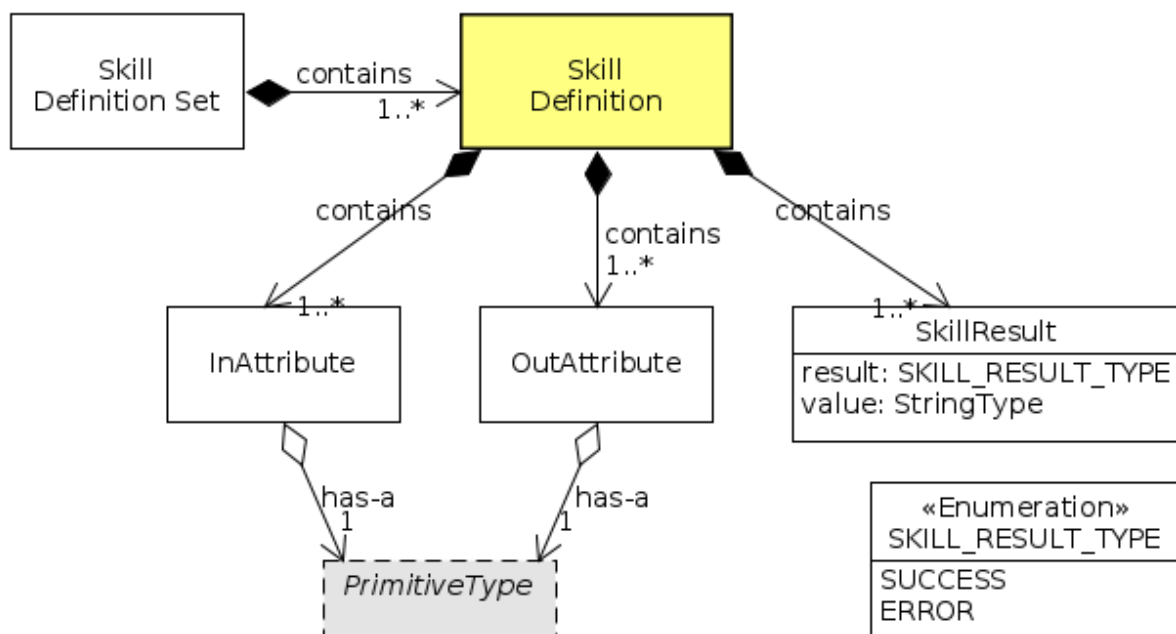 Skill
Definition Set
contains
1..*
Skill
Definition
contains
1..*
contains
1..*
contains
1..*
InAttribute
OutAttribute
SkillResult
result: SKILL_RESULT_TYPE
value: StringType
has-a
1
has-a
1
PrimitiveType
«Enumeration»
SKILL_RESULT_TYPE
SUCCESS
ERROR